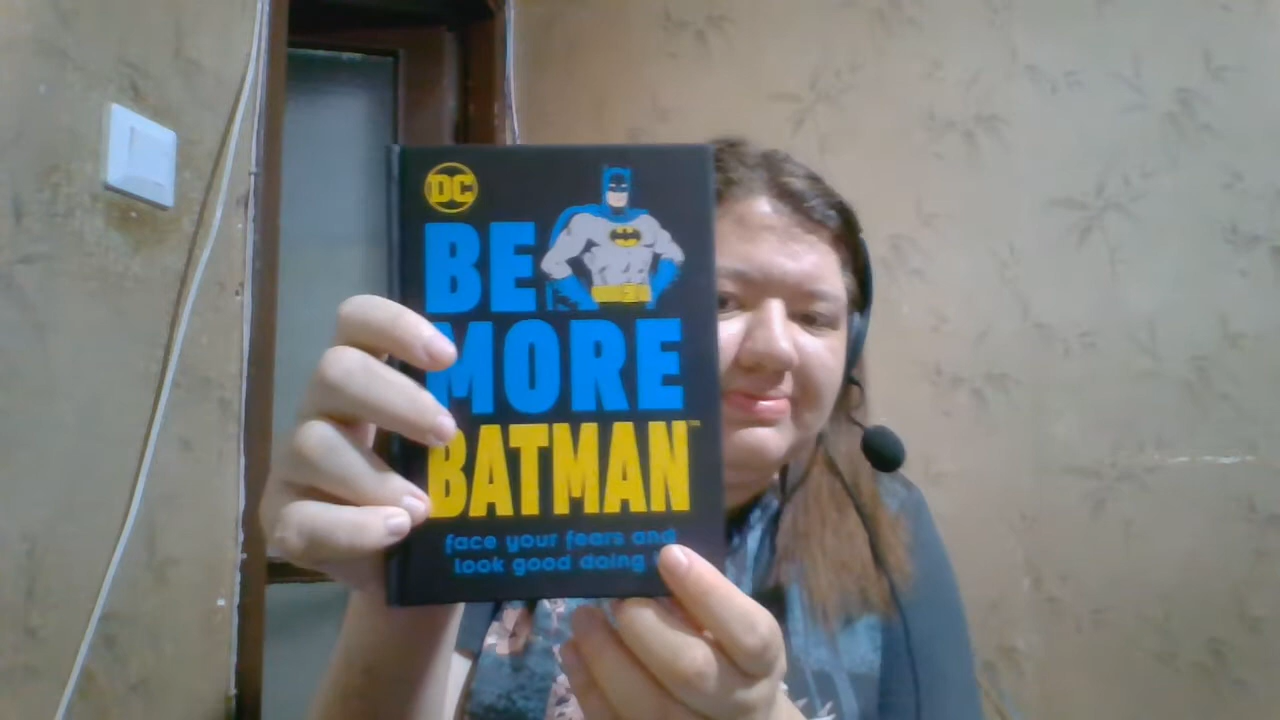 DC
BE
MORE
BATMAN™
face your fears and
look good doing